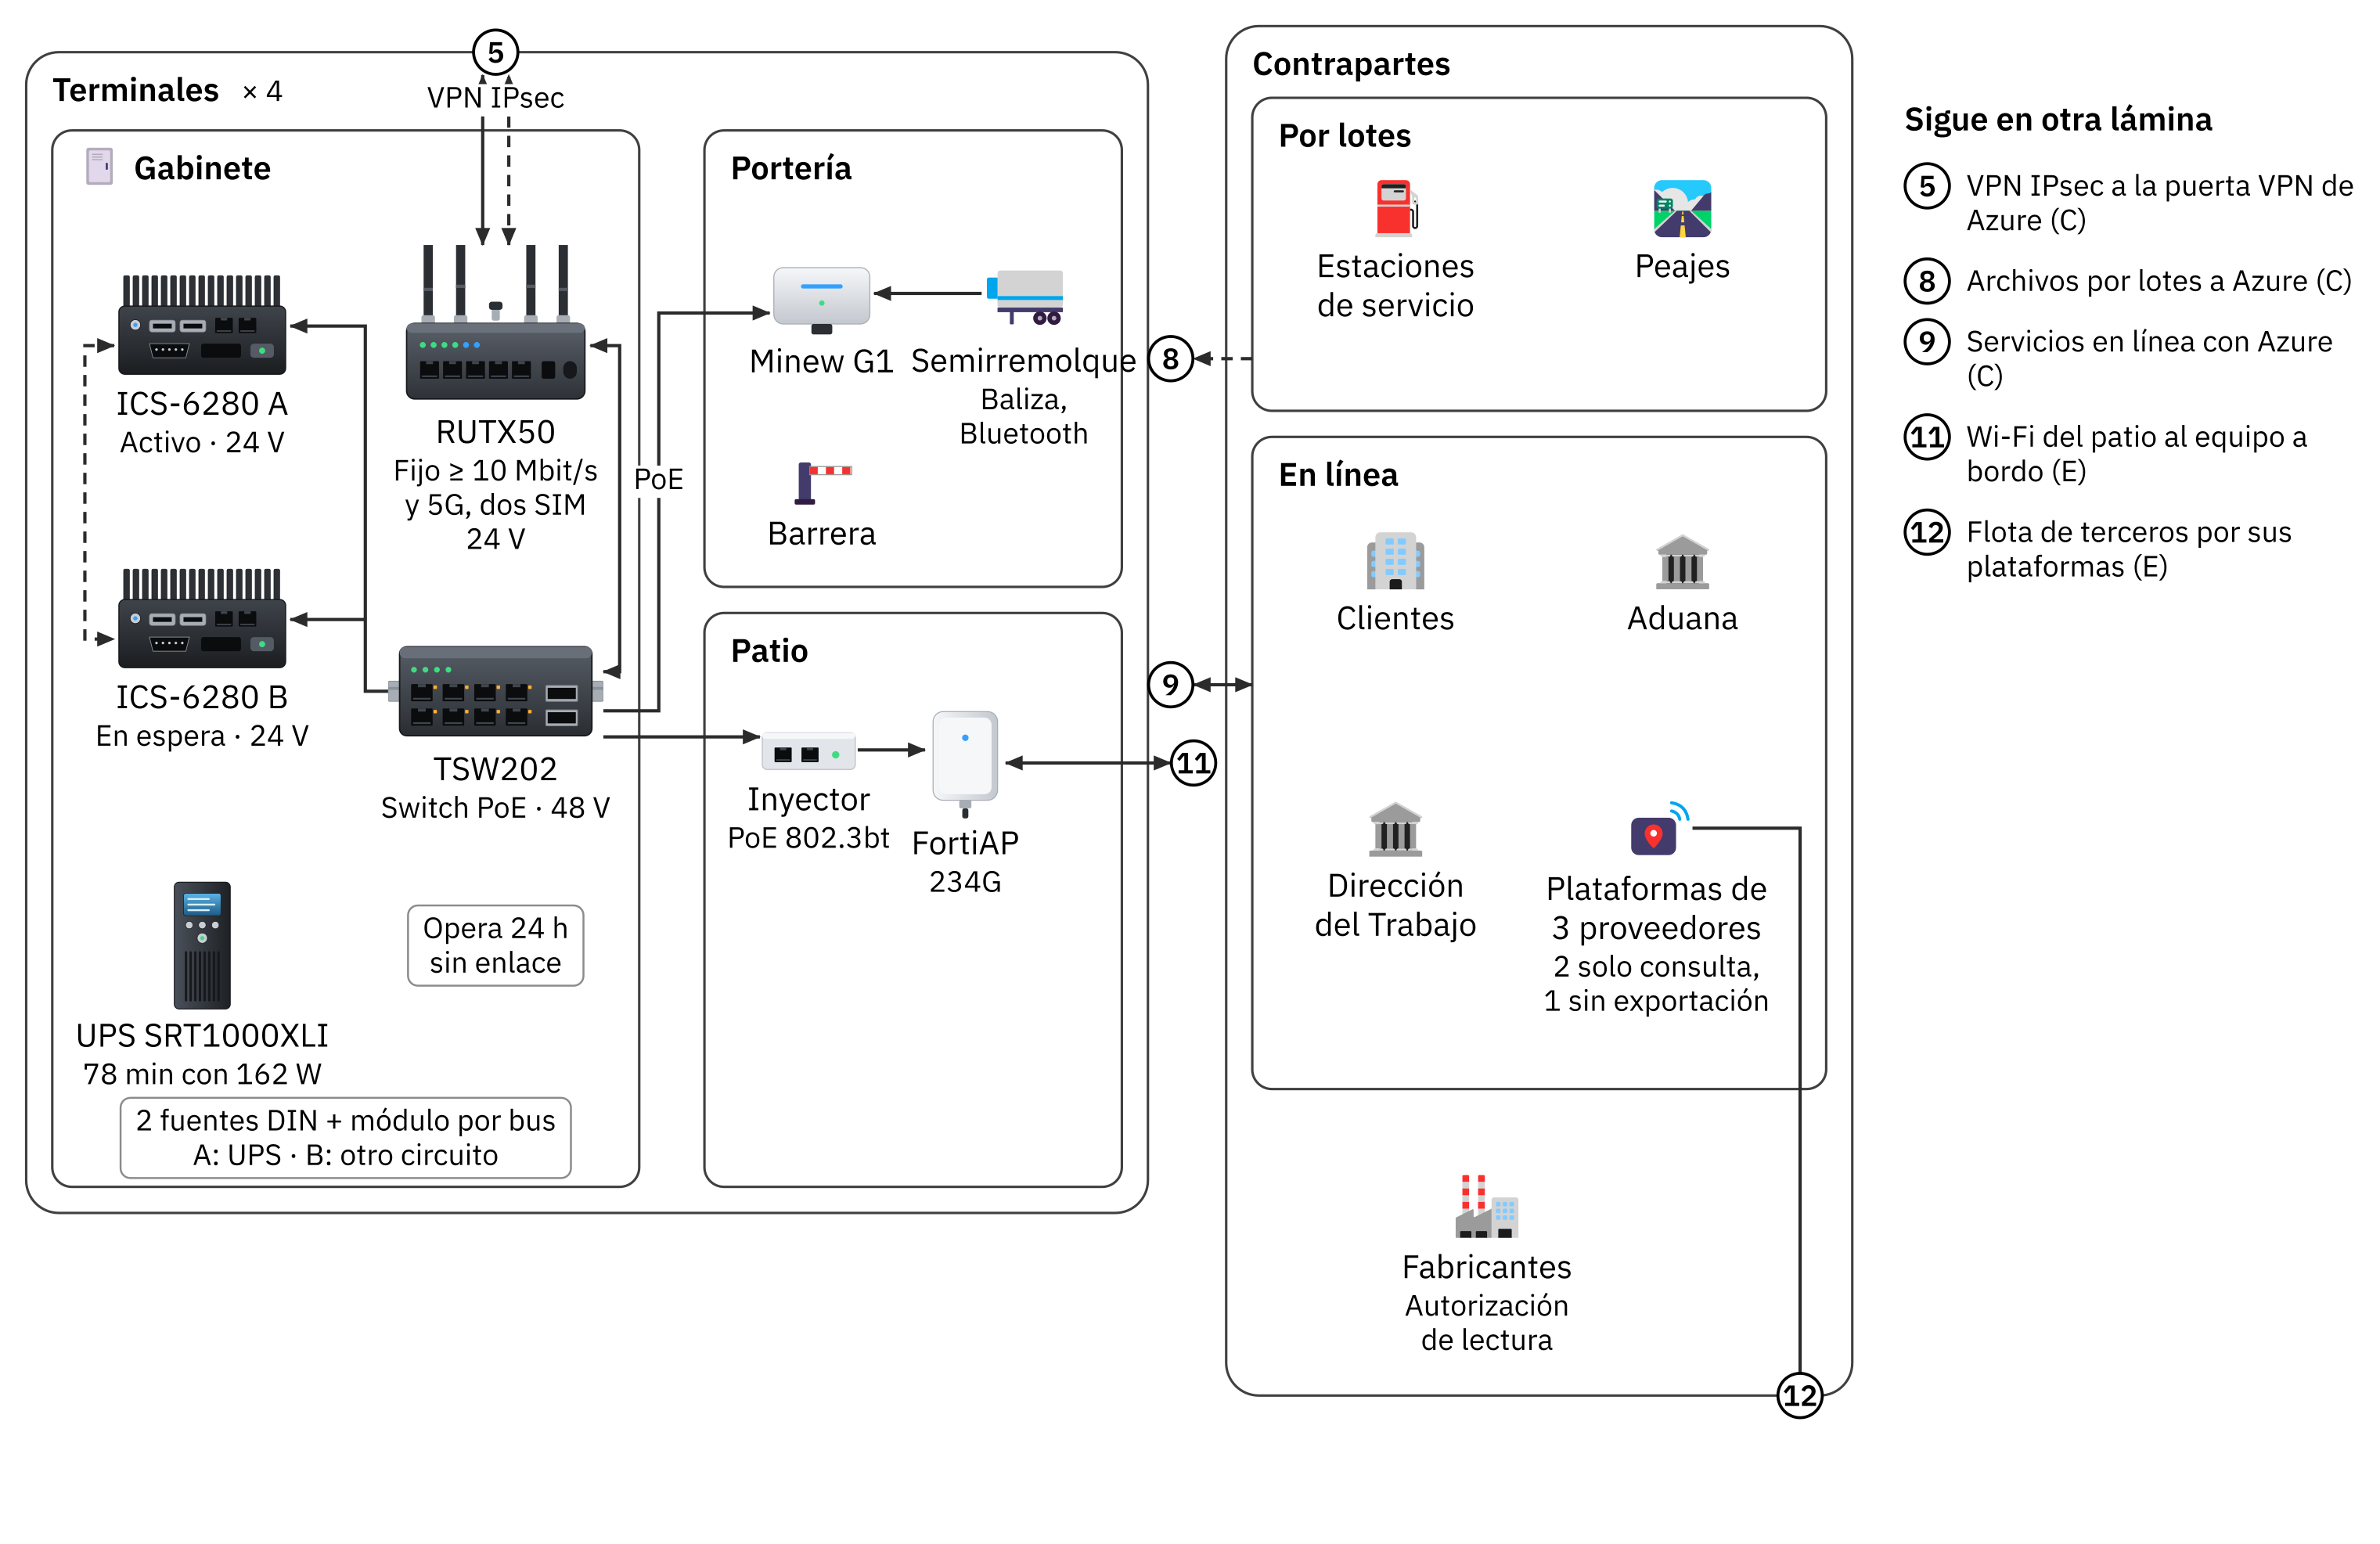 5
Terminales × 4
VPN IPsec
Gabinete
ICS-6280 A
Activo · 24 V
RUTX50
Fijo ≥ 10 Mbit/s
y 5G, dos SIM
24 V
PoE
ICS-6280 B
En espera · 24 V
TSW202
Switch PoE · 48 V
UPS SRT1000XLI
78 min con 162 W
Opera 24 h
sin enlace
2 fuentes DIN + módulo por bus
A: UPS · B: otro circuito
Portería
Minew G1
Semirremolque
Baliza,
Bluetooth
Barrera
Patio
Inyector
PoE 802.3bt
FortiAP
234G
8
9
11
Contrapartes
Por lotes
Estaciones
de servicio
Peajes
En línea
Clientes
Aduana
Dirección
del Trabajo
Plataformas de
3 proveedores
2 solo consulta,
1 sin exportación
Fabricantes
Autorización
de lectura
12
Sigue en otra lámina
5 VPN IPsec a la puerta VPN de
Azure (C)
8 Archivos por lotes a Azure (C)
9 Servicios en línea con Azure
(C)
11 Wi-Fi del patio al equipo a
bordo (E)
12 Flota de terceros por sus
plataformas (E)